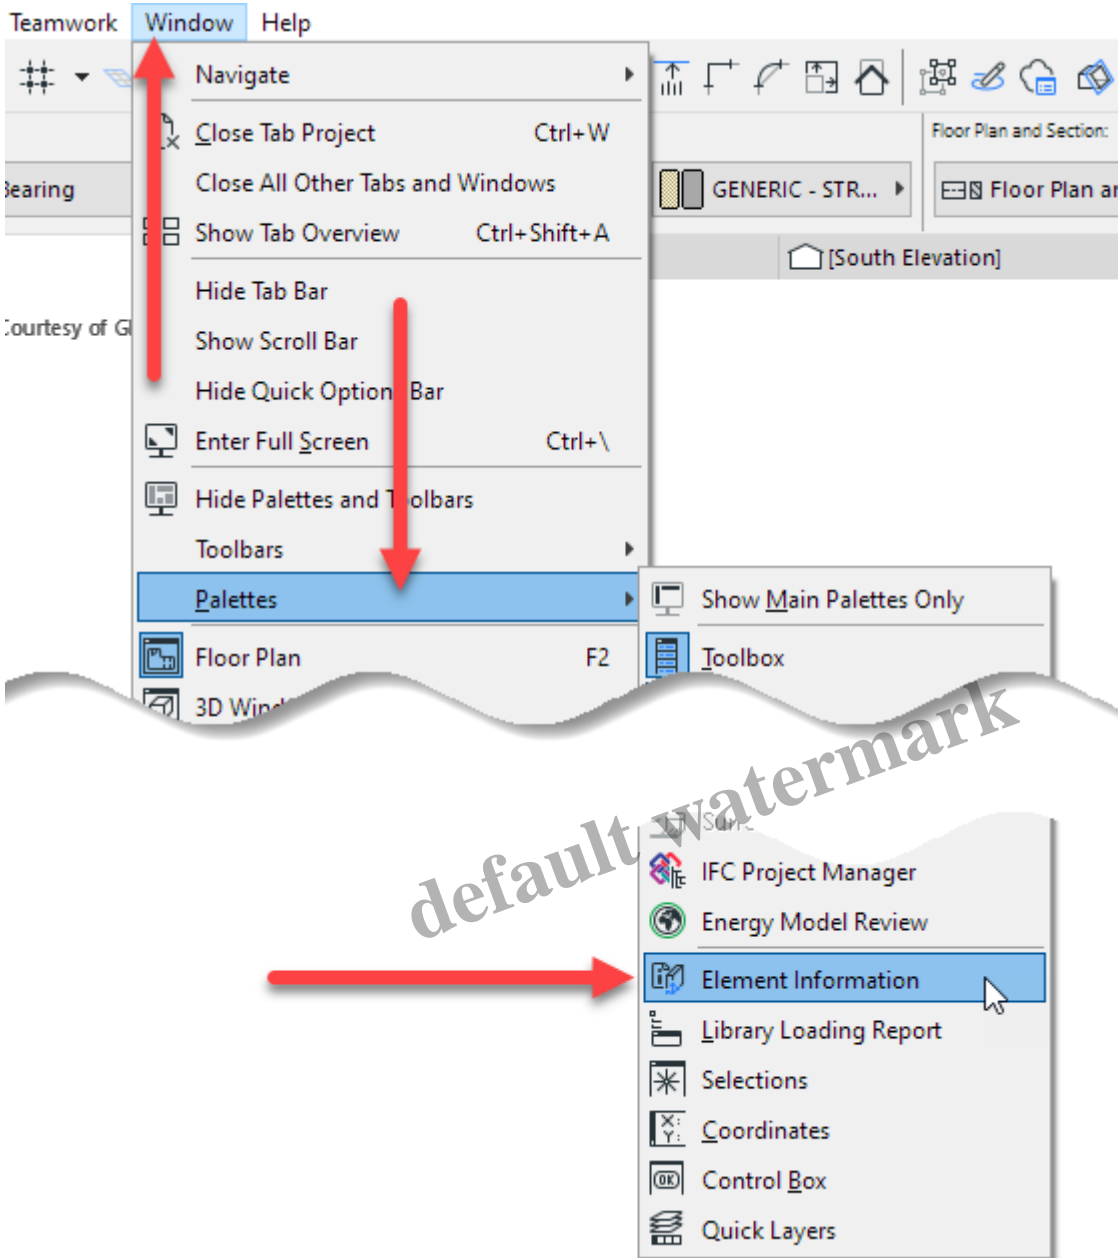 Teamwork Window Help
Navigate
Close Tab Project Ctrl+W
Floor Plan and Section:
Close All Other Tabs and Windows
GENERIC - STR...
Floor Plan
Show Tab Overview Ctrl+Shift+A
[South Elevation]
Hide Tab Bar
Courtesy of
Show Scroll Bar
Hide Quick Option Bar
Enter Full Screen Ctrl+\
Hide Palettes and Toolbars
Toolbars
Palettes
Show Main Palettes Only
Floor Plan F2
Toolbox
3D
default watermark
IFC Project Manager
Energy Model Review
Element Information
Library Loading Report
Selections
X:
Y:
Coordinates
OK
Control Box
Quick Layers